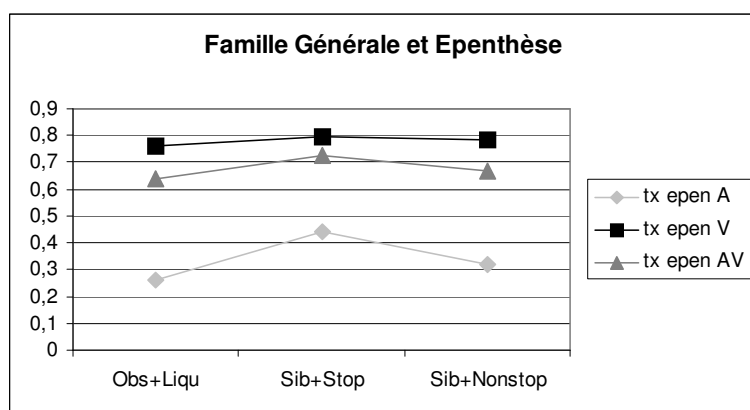 Famille Générale et Epenthèse
0,9
0,8
0,7
0,6
0,5
0,4
0,3
0,2
0,1
0
Obs+Liqu Sib+Stop Sib+Nonstop
tx epen A
tx epen V
tx epen AV